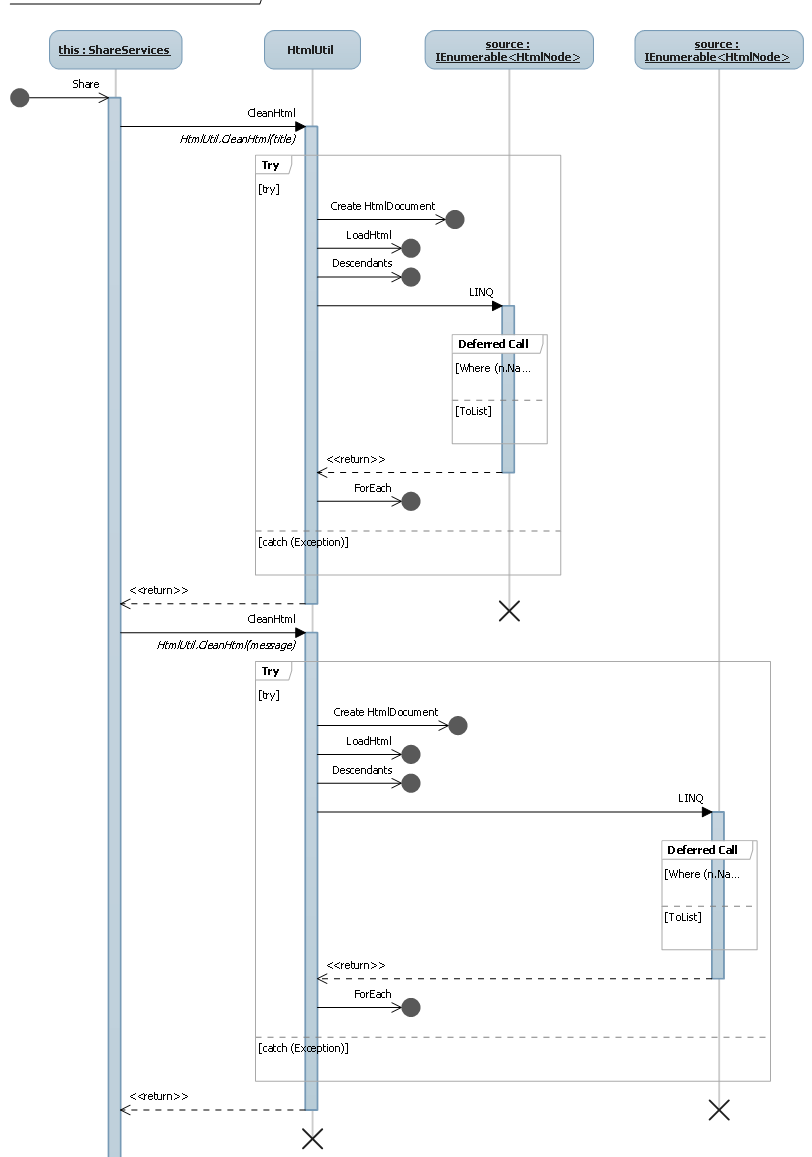 this : ShareServices
HtmlUtil
source :
IEnumerable<HtmlNode>
source :
IEnumerable<HtmlNode>
Share
CleanHtml
HtmlUtil.CleanHtml(title)
Try
[try]
Create HtmlDocument
LoadHtml
Descendants
LINQ
Deferred Call
[Where (n.Na...
[ToList]
<<return>>
ForEach
[catch (Exception)]
<<return>>
CleanHtml
HtmlUtil.CleanHtml(message)
Try
[try]
Create HtmlDocument
LoadHtml
Descendants
LINQ
Deferred Call
[Where (n.Na...
[ToList]
<<return>>
ForEach
[catch (Exception)]
<<return>>